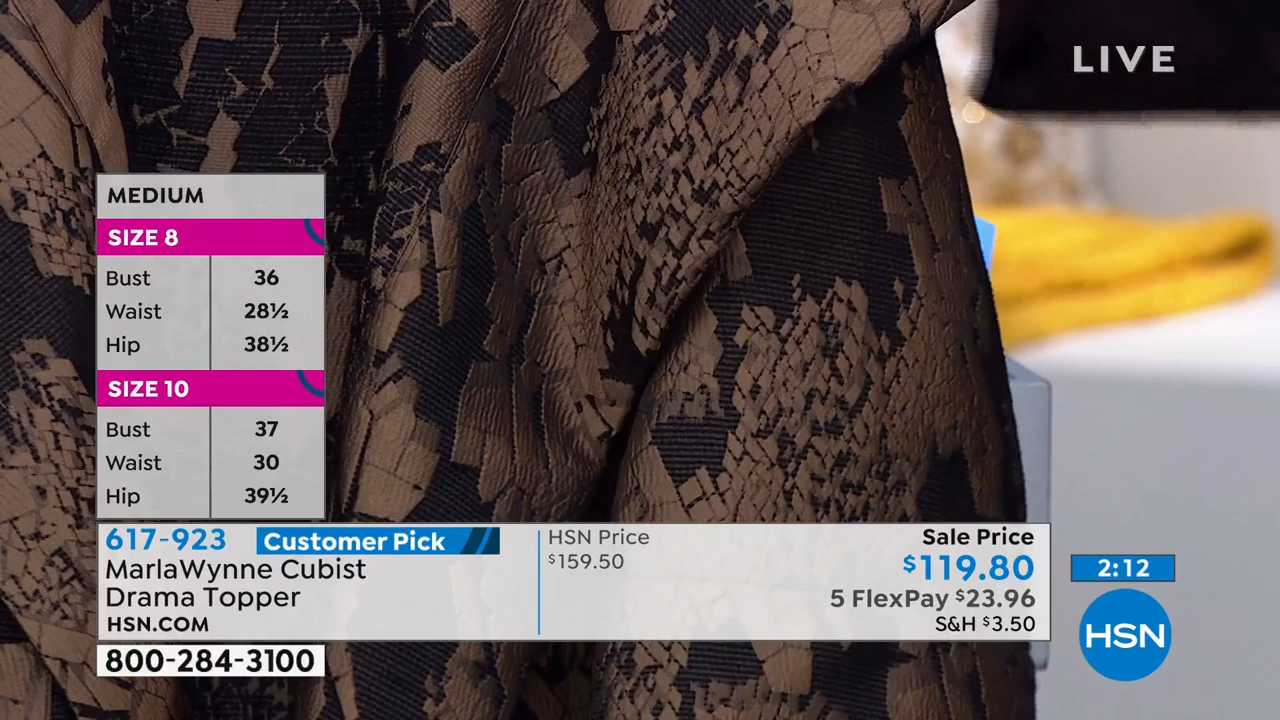 LIVE
MEDIUM
SIZE 8
Bust 36
Waist 28½
Hip 38½
SIZE 10
Bust 37
Waist 30
Hip 39½
617-923 Customer Pick
MarlaWynne Cubist
Drama Topper
HSN.COM
800-284-3100
HSN Price
$159.50
Sale Price
$119.80
5 FlexPay $23.96
S&H $3.50
2:12
HSN